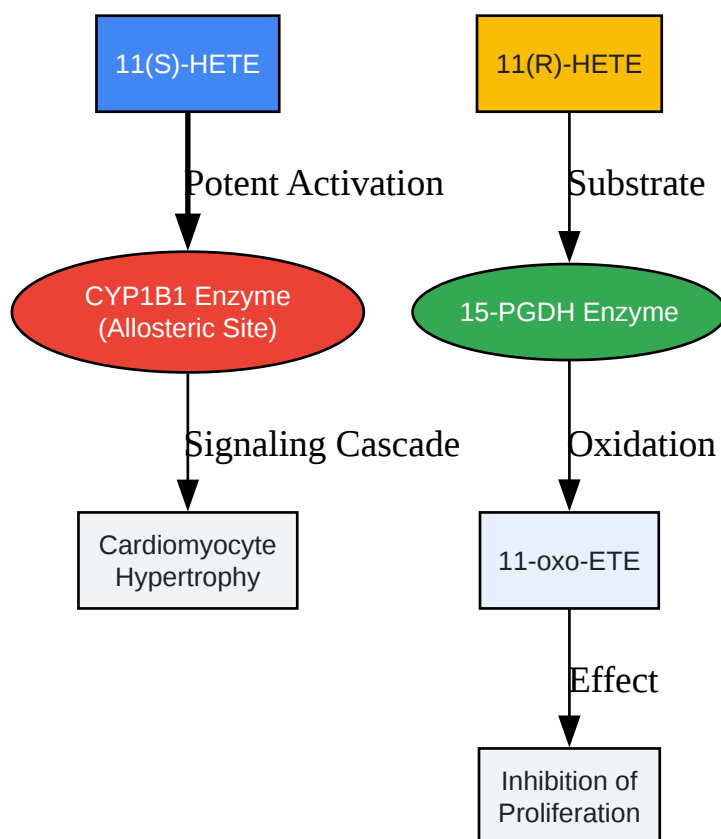 11(S)-HETE
11(R)-HETE
Potent Activation
Substrate
CYP1B1 Enzyme
(Allosteric Site)
15-PGDH Enzyme
Signaling Cascade
Oxidation
Cardiomyocyte
Hypertrophy
11-oxo-ETE
Effect
Inhibition of
Proliferation